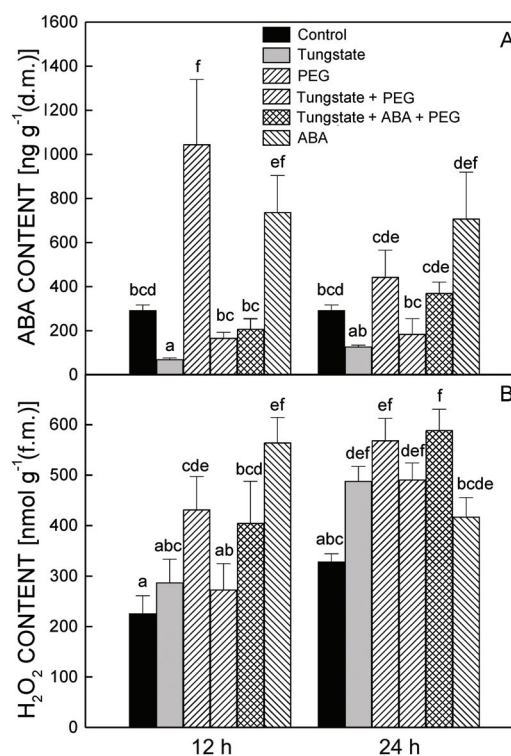 1600
1400
1200
1000
800
600
400
200
0
ABA CONTENT [ng g⁻¹(d.m.)]
A
Control
Tungstate
PEG
Tungstate + PEG
Tungstate + ABA + PEG
ABA
bcd
a
f
bc
bc
ef
bcd
ab
cde
bc
cde
def
600
500
400
300
200
100
0
H₂O₂ CONTENT [nmol g⁻¹(f.m.)]
B
a
abc
cde
ab
bcd
ef
abc
def
ef
def
f
bcde
12 h
24 h